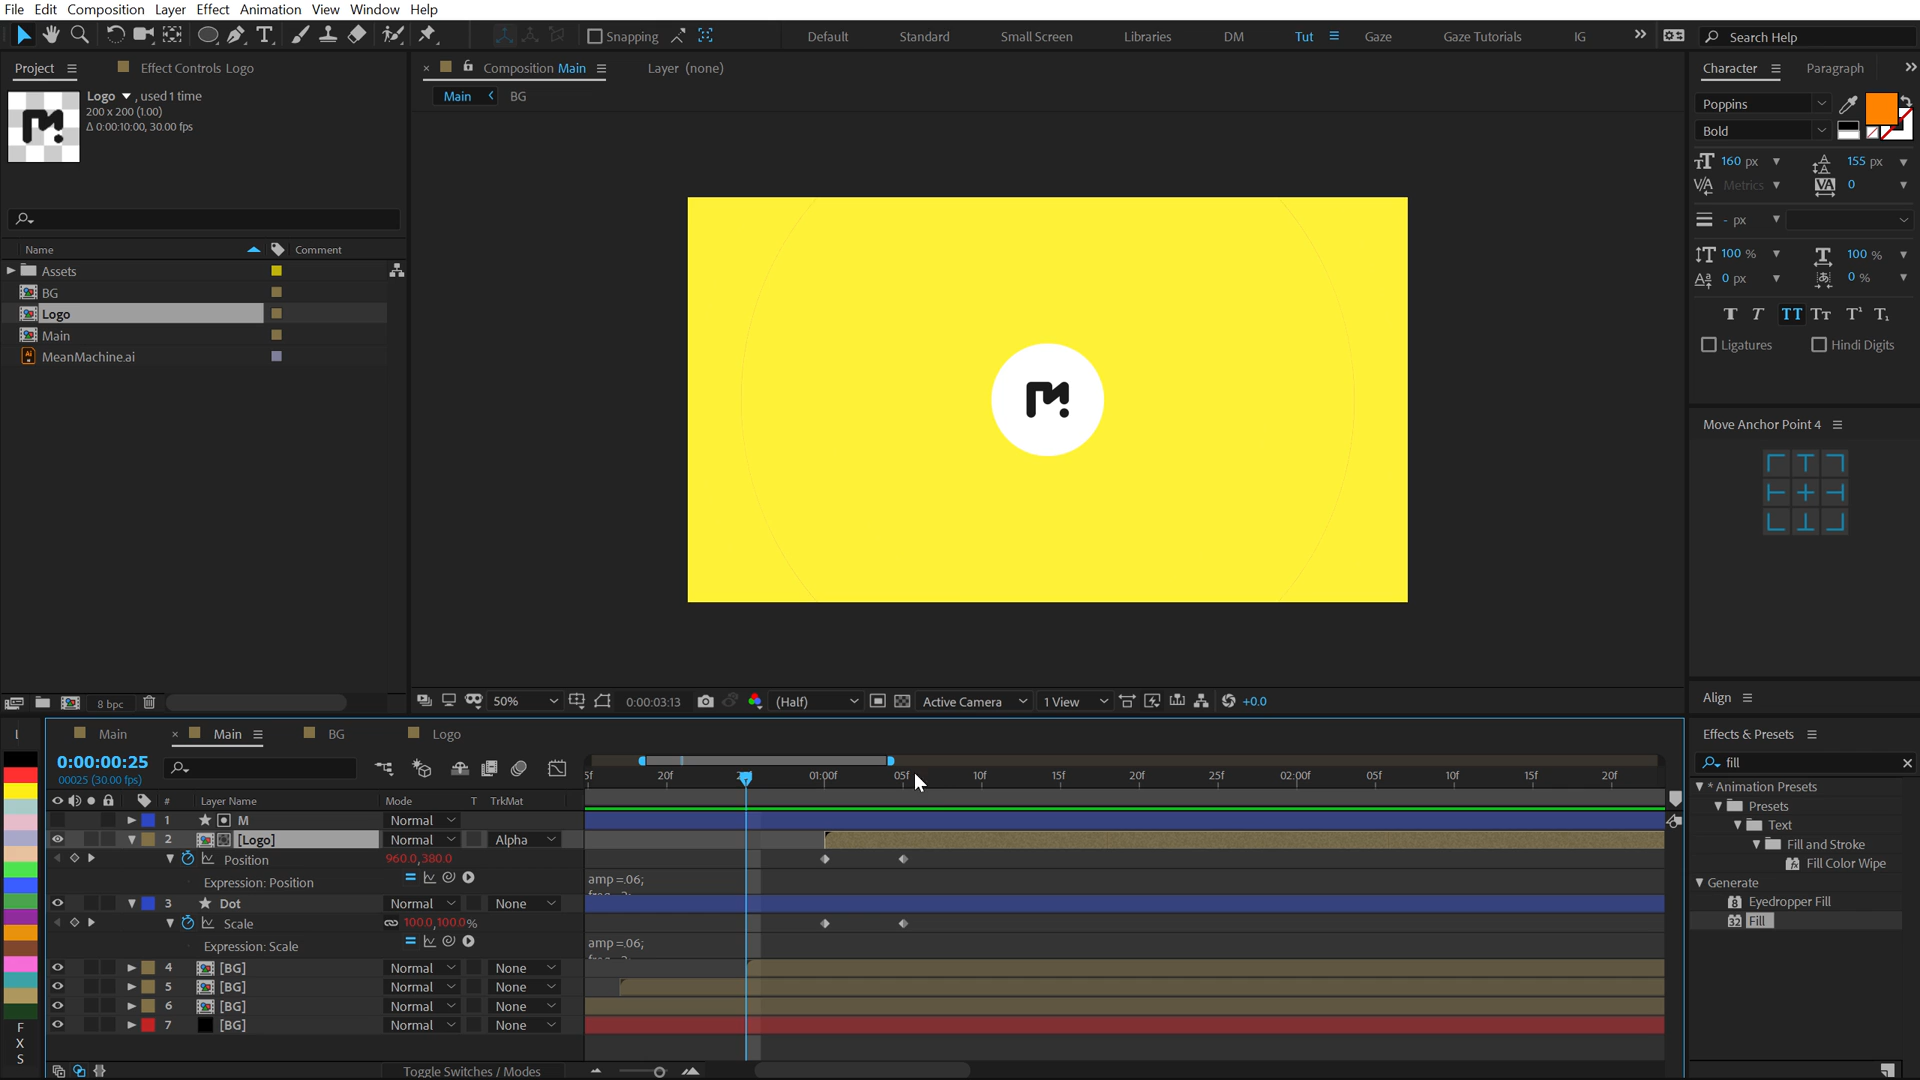 File Edit Composition Layer Effect Animation View Window Help
Snapping Default Standard Small Screen Libraries DM Tut Gaze Gaze Tutorials IG Search Help
Project Effect Controls Logo
Composition Main Layer (none)
Character Paragraph
Logo , used 1 time
200 x 200 (1.00)
Δ 0:00:10:00, 30.00 fps
Main BG
Poppins
Bold
160 px 155 px
Metrics 0
- px
100 % 100 %
0 px 0 %
T T TT Tт T¹ T₁
Ligatures Hindi Digits
Name Comment
Assets
BG
Logo
Main
MeanMachine.ai
Move Anchor Point 4
8 bpc
50% 0:00:03:13 (Half) Active Camera 1 View +0.0
Align
Main Main BG Logo
0:00:00:25
00025 (30.00 fps)
5f 20f 01:00f 05f 10f 15f 20f 25f 02:00f 05f 10f 15f 20f
# Layer Name Mode T TrkMat
1 M Normal
2 [Logo] Normal Alpha
Position 960.0,380.0
Expression: Position amp =.06;
3 Dot Normal None
Scale 100.0,100.0%
Expression: Scale amp =.06;
4 [BG] Normal None
5 [BG] Normal None
6 [BG] Normal None
7 [BG] Normal None
Toggle Switches / Modes
F
X
S
Effects & Presets
fill
* Animation Presets
Presets
Text
Fill and Stroke
Fill Color Wipe
Generate
Eyedropper Fill
Fill